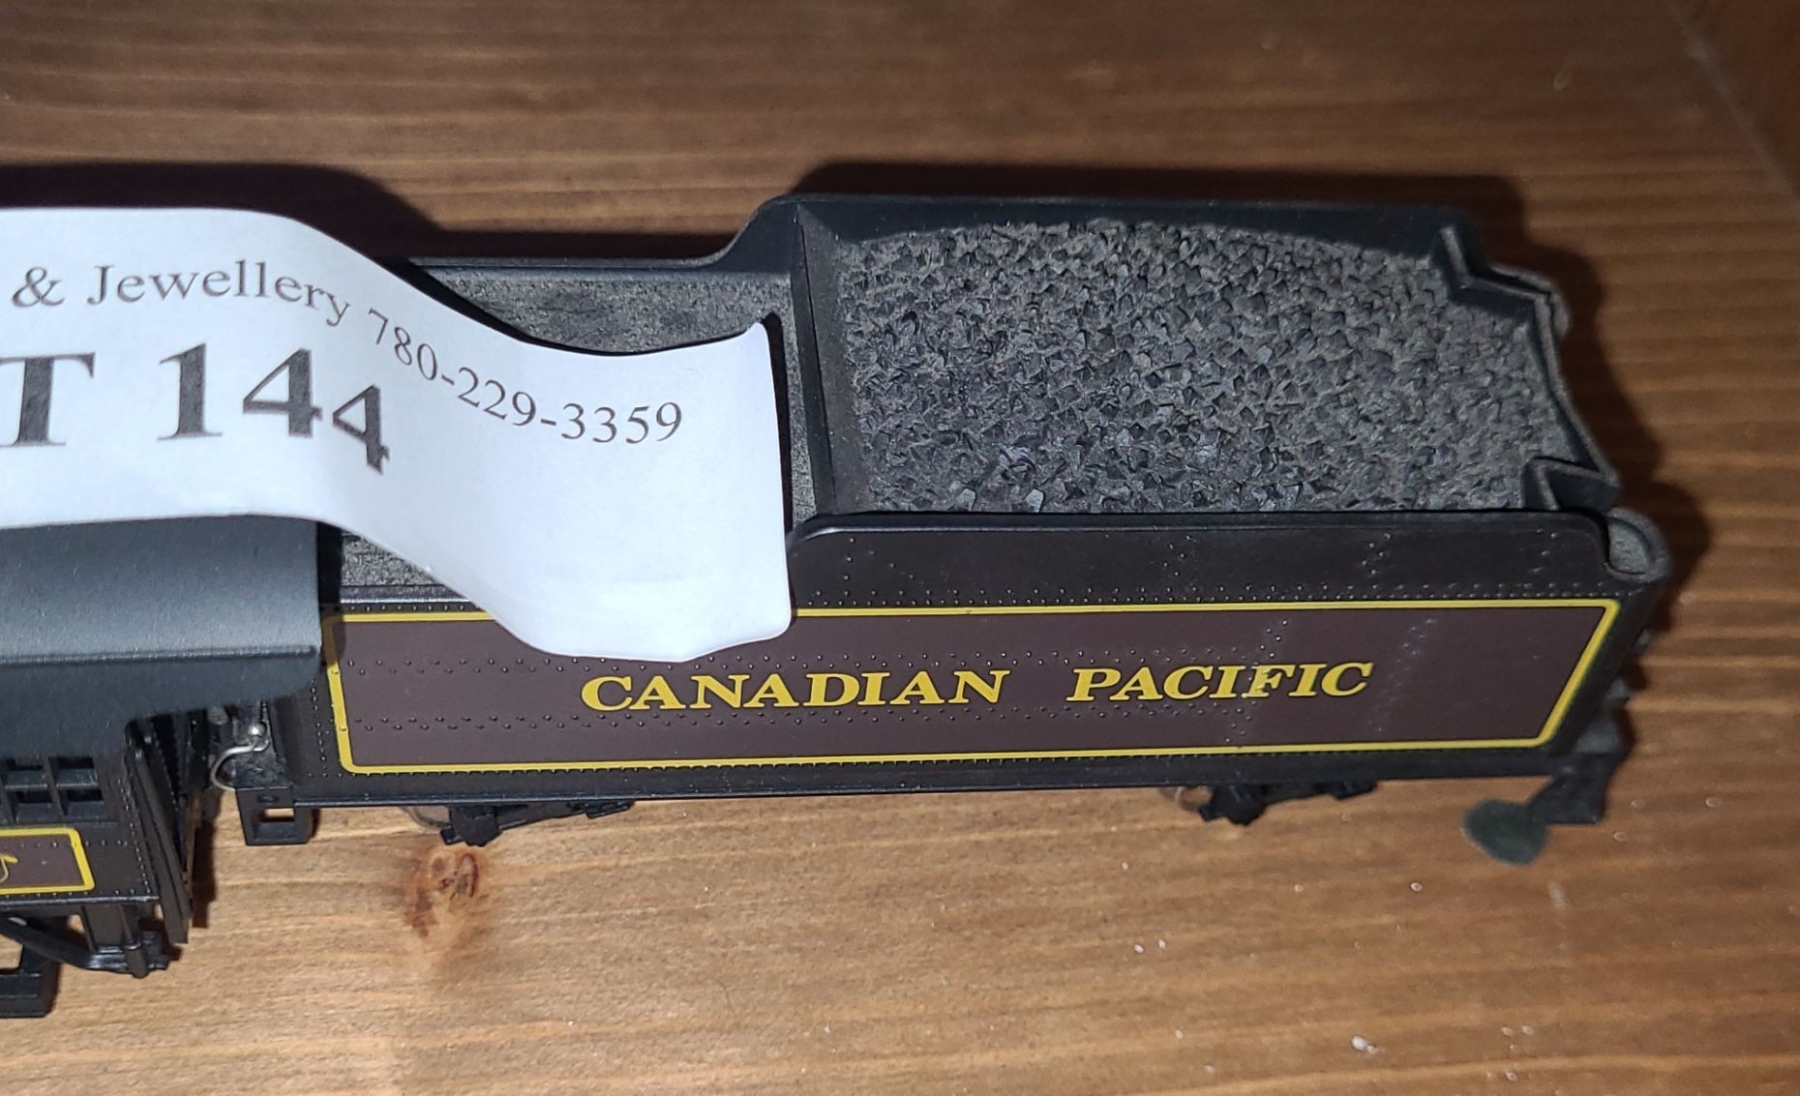 & Jewellery 780-229-3359
T 144
CANADIAN PACIFIC